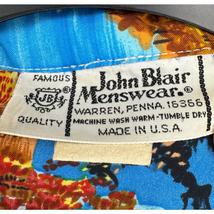 FAMOUS
JB
QUALITY
John Blair
Menswear.®
WARREN, PENNA. 16366
MACHINE WASH WARM-TUMBLE DRY
MADE IN U.S.A.